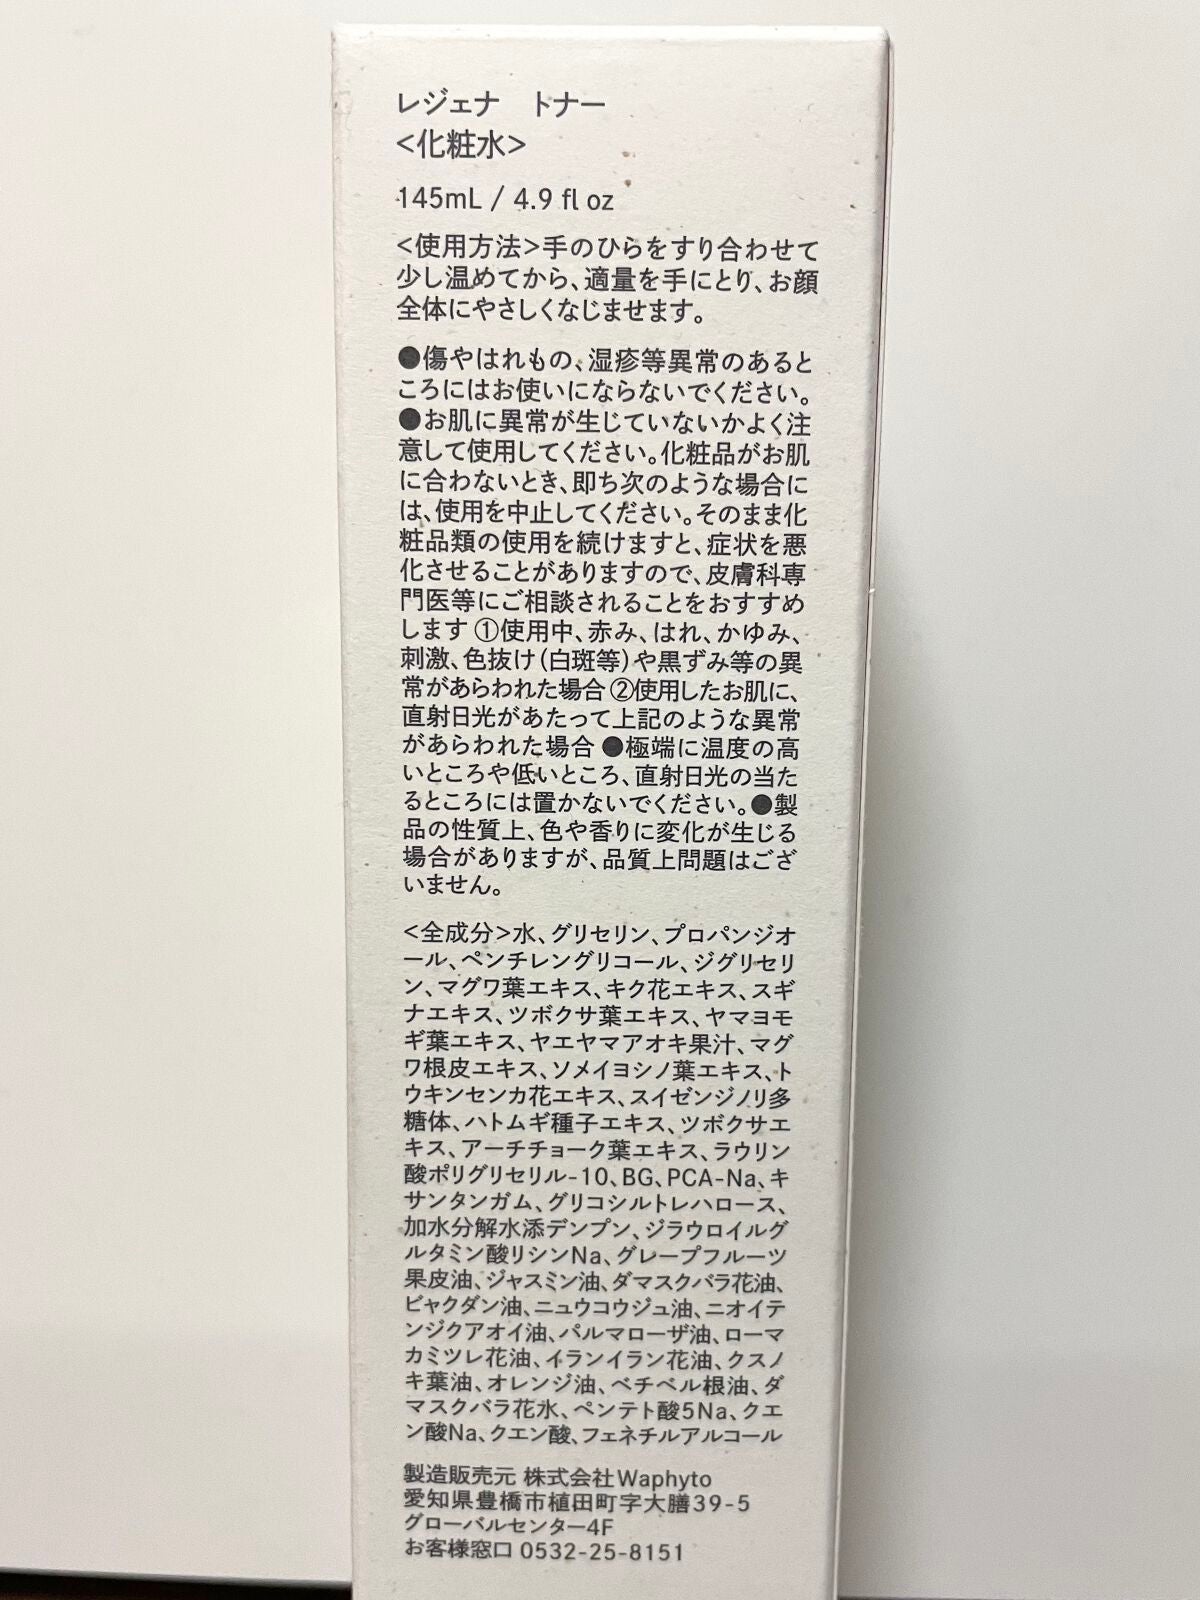 レジェナ　トナー
<化粧水>
145mL / 4.9 fl oz
<使用方法>手のひらをすり合わせて
少し温めてから、適量を手にとり、お顔
全体にやさしくなじませます。
●傷やはれもの、湿疹等異常のあると
ころにはお使いにならないでください。
●お肌に異常が生じていないかよく注
意して使用してください。化粧品がお肌
に合わないとき、即ち次のような場合に
は、使用を中止してください。そのまま化
粧品類の使用を続けますと、症状を悪
化させることがありますので、皮膚科専
門医等にご相談されることをおすすめ
します ①使用中、赤み、はれ、かゆみ、
刺激、色抜け(白斑等)や黒ずみ等の異
常があらわれた場合 ②使用したお肌に、
直射日光があたって上記のような異常
があらわれた場合 ●極端に温度の高
いところや低いところ、直射日光の当た
るところには置かないでください。●製
品の性質上、色や香りに変化が生じる
場合がありますが、品質上問題はござ
いません。
<全成分>水、グリセリン、プロパンジオ
ール、ペンチレングリコール、ジグリセリ
ン、マグワ葉エキス、キク花エキス、スギ
ナエキス、ツボクサ葉エキス、ヤマヨモ
ギ葉エキス、ヤエヤマアオキ果汁、マグ
ワ根皮エキス、ソメイヨシノ葉エキス、ト
ウキンセンカ花エキス、スイゼンジノリ多
糖体、ハトムギ種子エキス、ツボクサエ
キス、アーチチョーク葉エキス、ラウリン
酸ポリグリセリル-10、BG、PCA-Na、キ
サンタンガム、グリコシルトレハロース、
加水分解水添デンプン、ジラウロイルグ
ルタミン酸リシンNa、グレープフルーツ
果皮油、ジャスミン油、ダマスクバラ花油、
ビャクダン油、ニュウコウジュ油、ニオイテ
ンジクアオイ油、パルマローザ油、ローマ
カミツレ花油、イランイラン花油、クスノ
キ葉油、オレンジ油、ベチベル根油、ダ
マスクバラ花水、ペンテト酸5Na、クエ
ン酸Na、クエン酸、フェネチルアルコール
製造販売元 株式会社Waphyto
愛知県豊橋市植田町字大膳39-5
グローバルセンター4F
お客様窓口 0532-25-8151